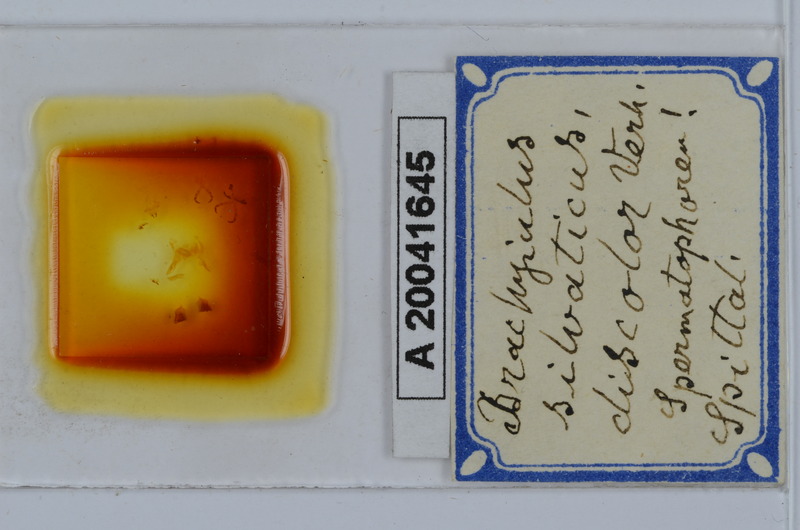 A 20041645
Brachyiulus
silvaticus,
discolor Verh.
Spermatophoren!
Spittal.